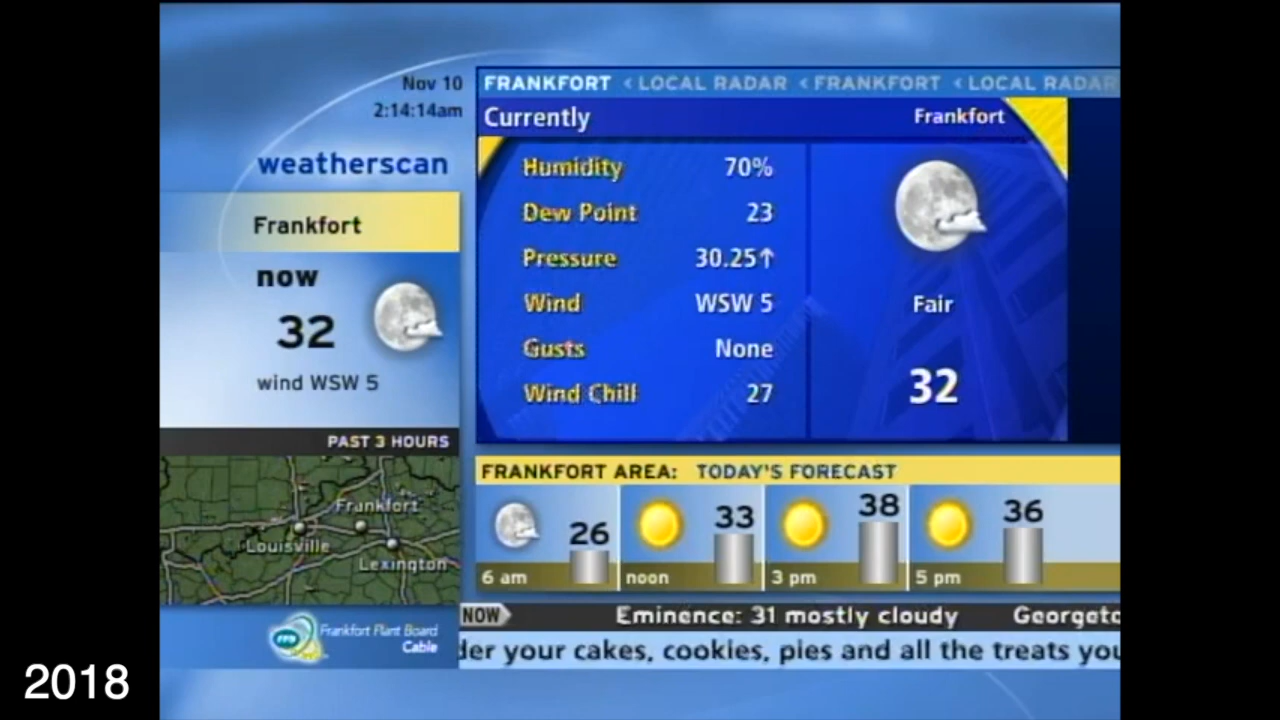 Nov 10
2:14:14am
weatherscan
Frankfort
now
32
wind WSW 5
PAST 3 HOURS
Frankfort
Louisville
Lexington
FPB
Frankfort Plant Board
Cable
FRANKFORT < LOCAL RADAR < FRANKFORT < LOCAL RADAR
Currently
Frankfort
Humidity 70%
Dew Point 23
Pressure 30.25↑
Wind WSW 5
Gusts None
Wind Chill 27
Fair
32
FRANKFORT AREA: TODAY'S FORECAST
26 33 38 36
6 am noon 3 pm 5 pm
NOW Eminence: 31 mostly cloudy Georgeto
der your cakes, cookies, pies and all the treats you
2018